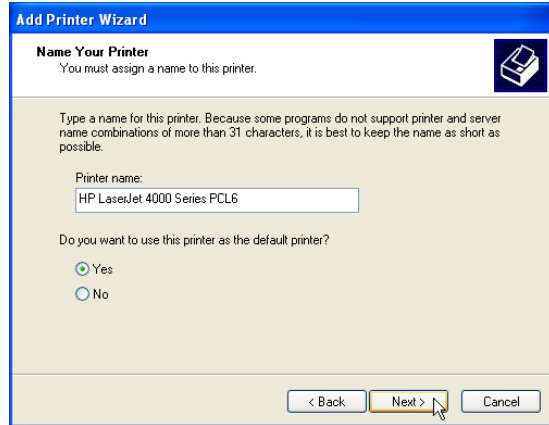 Add Printer Wizard
Name Your Printer
You must assign a name to this printer.
Type a name for this printer. Because some programs do not support printer and server
name combinations of more than 31 characters, it is best to keep the name as short as
possible.
Printer name:
HP LaserJet 4000 Series PCL6
Do you want to use this printer as the default printer?
Yes
No
< Back
Next >
Cancel